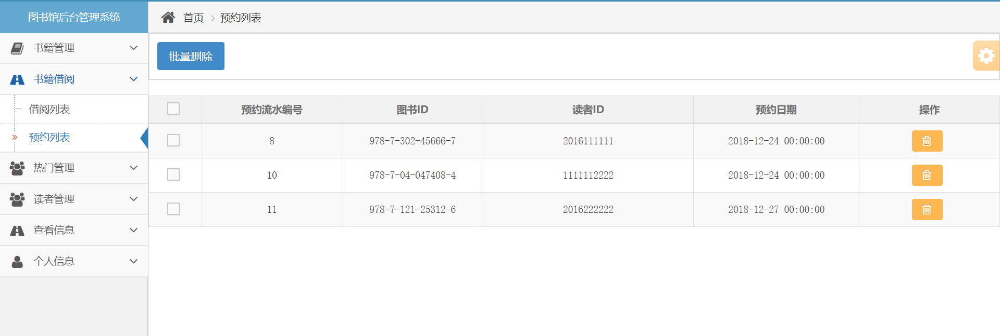 图书馆后台管理系统
首页 > 预约列表
书籍管理
书籍借阅
借阅列表
预约列表
热门管理
读者管理
查看信息
个人信息
批量删除
预约流水编号 图书ID 读者ID 预约日期 操作
8 978-7-302-45666-7 2016111111 2018-12-24 00:00:00
10 978-7-04-047408-4 1111112222 2018-12-24 00:00:00
11 978-7-121-25312-6 2016222222 2018-12-27 00:00:00